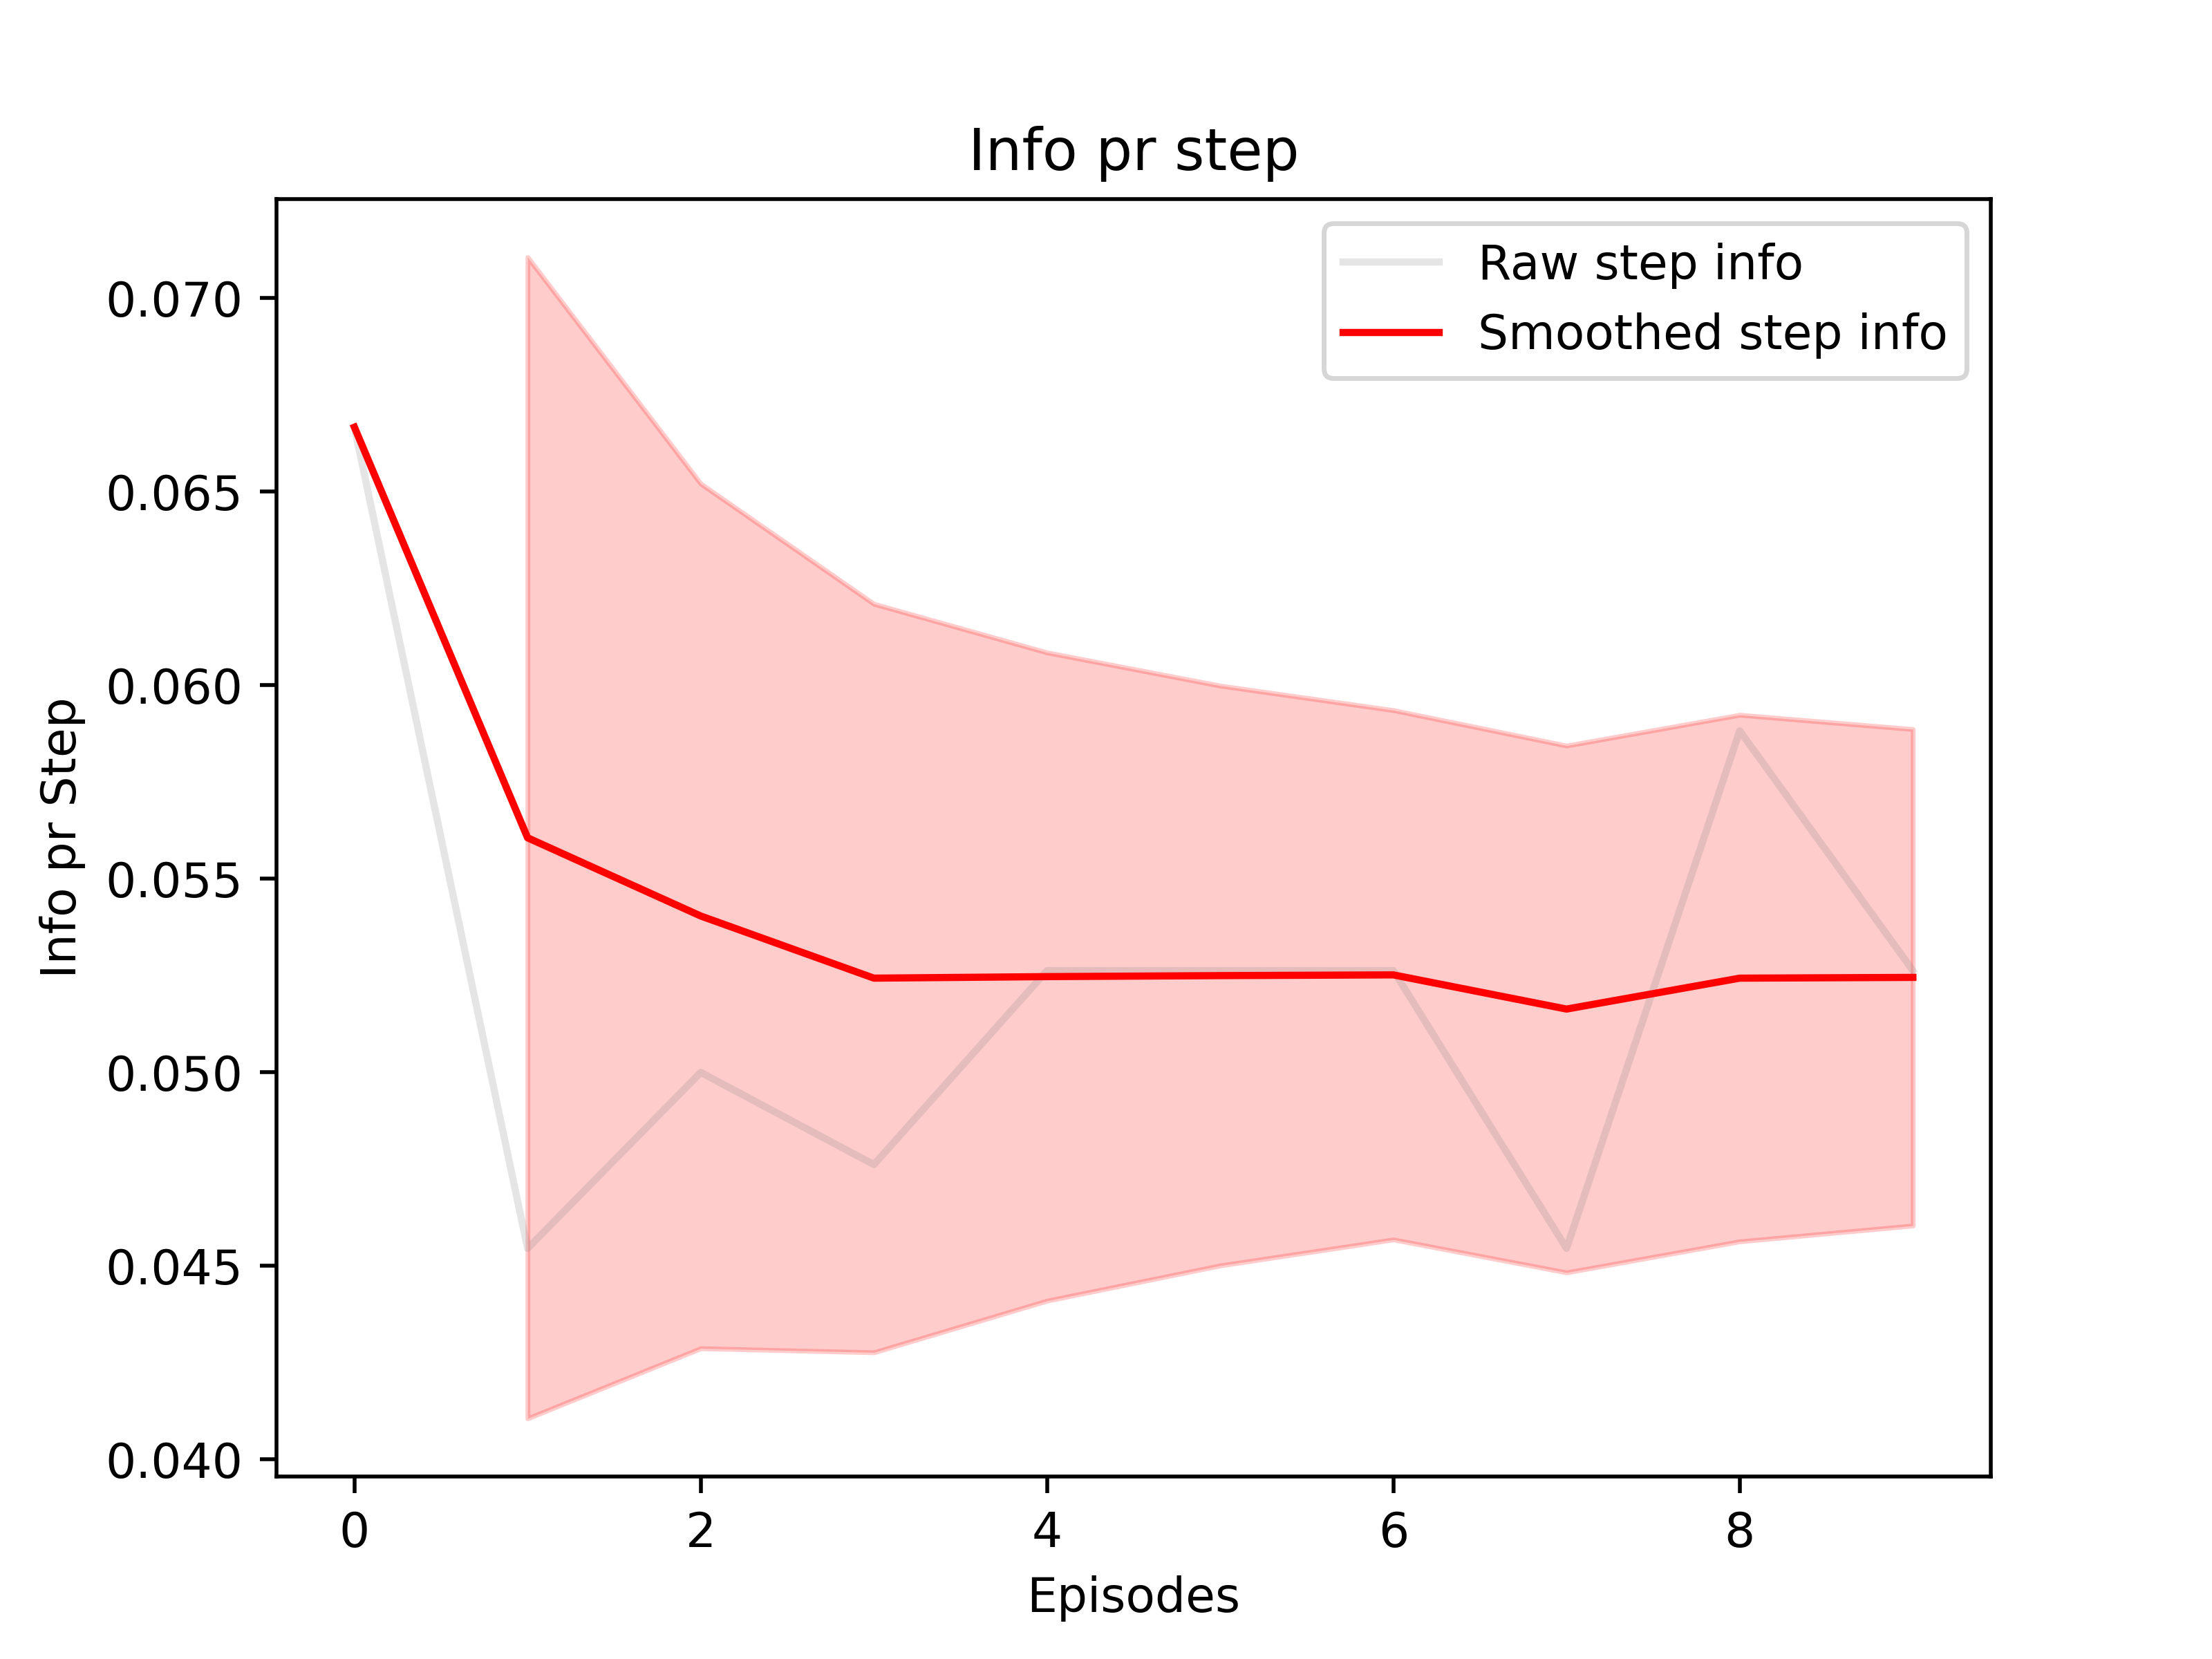 Info pr step
Raw step info
Smoothed step info
0.070
0.065
0.060
0.055
0.050
0.045
0.040
Info pr Step
0 2 4 6 8
Episodes